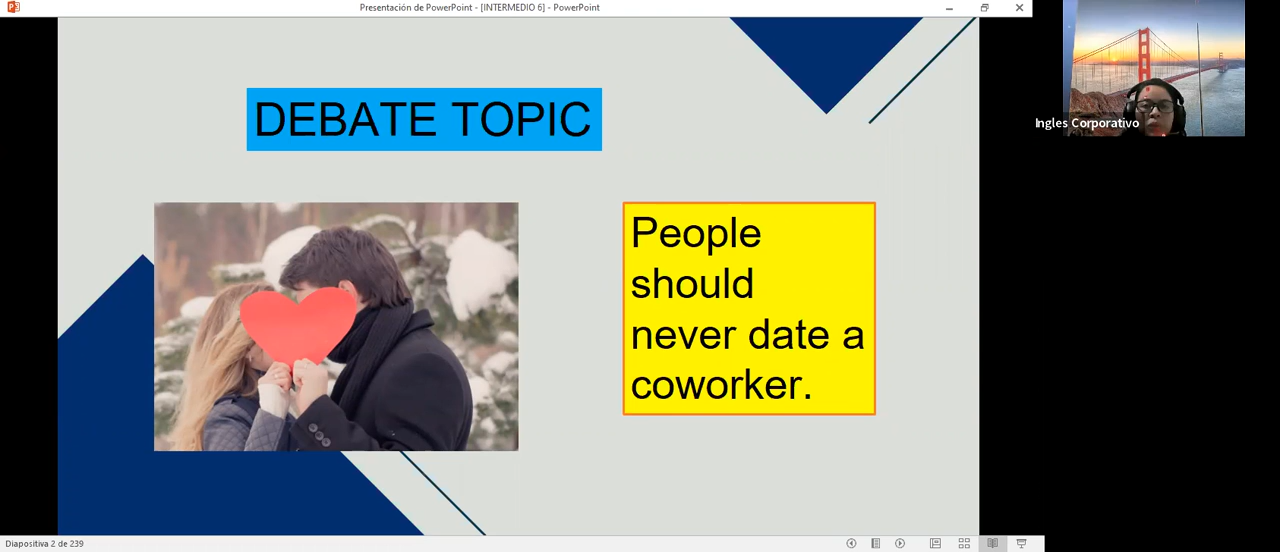 Presentación de PowerPoint - [INTERMEDIO 6] - PowerPoint
Ingles Corporativo
DEBATE TOPIC
People
should
never date a
coworker.
Diapositiva 2 de 239